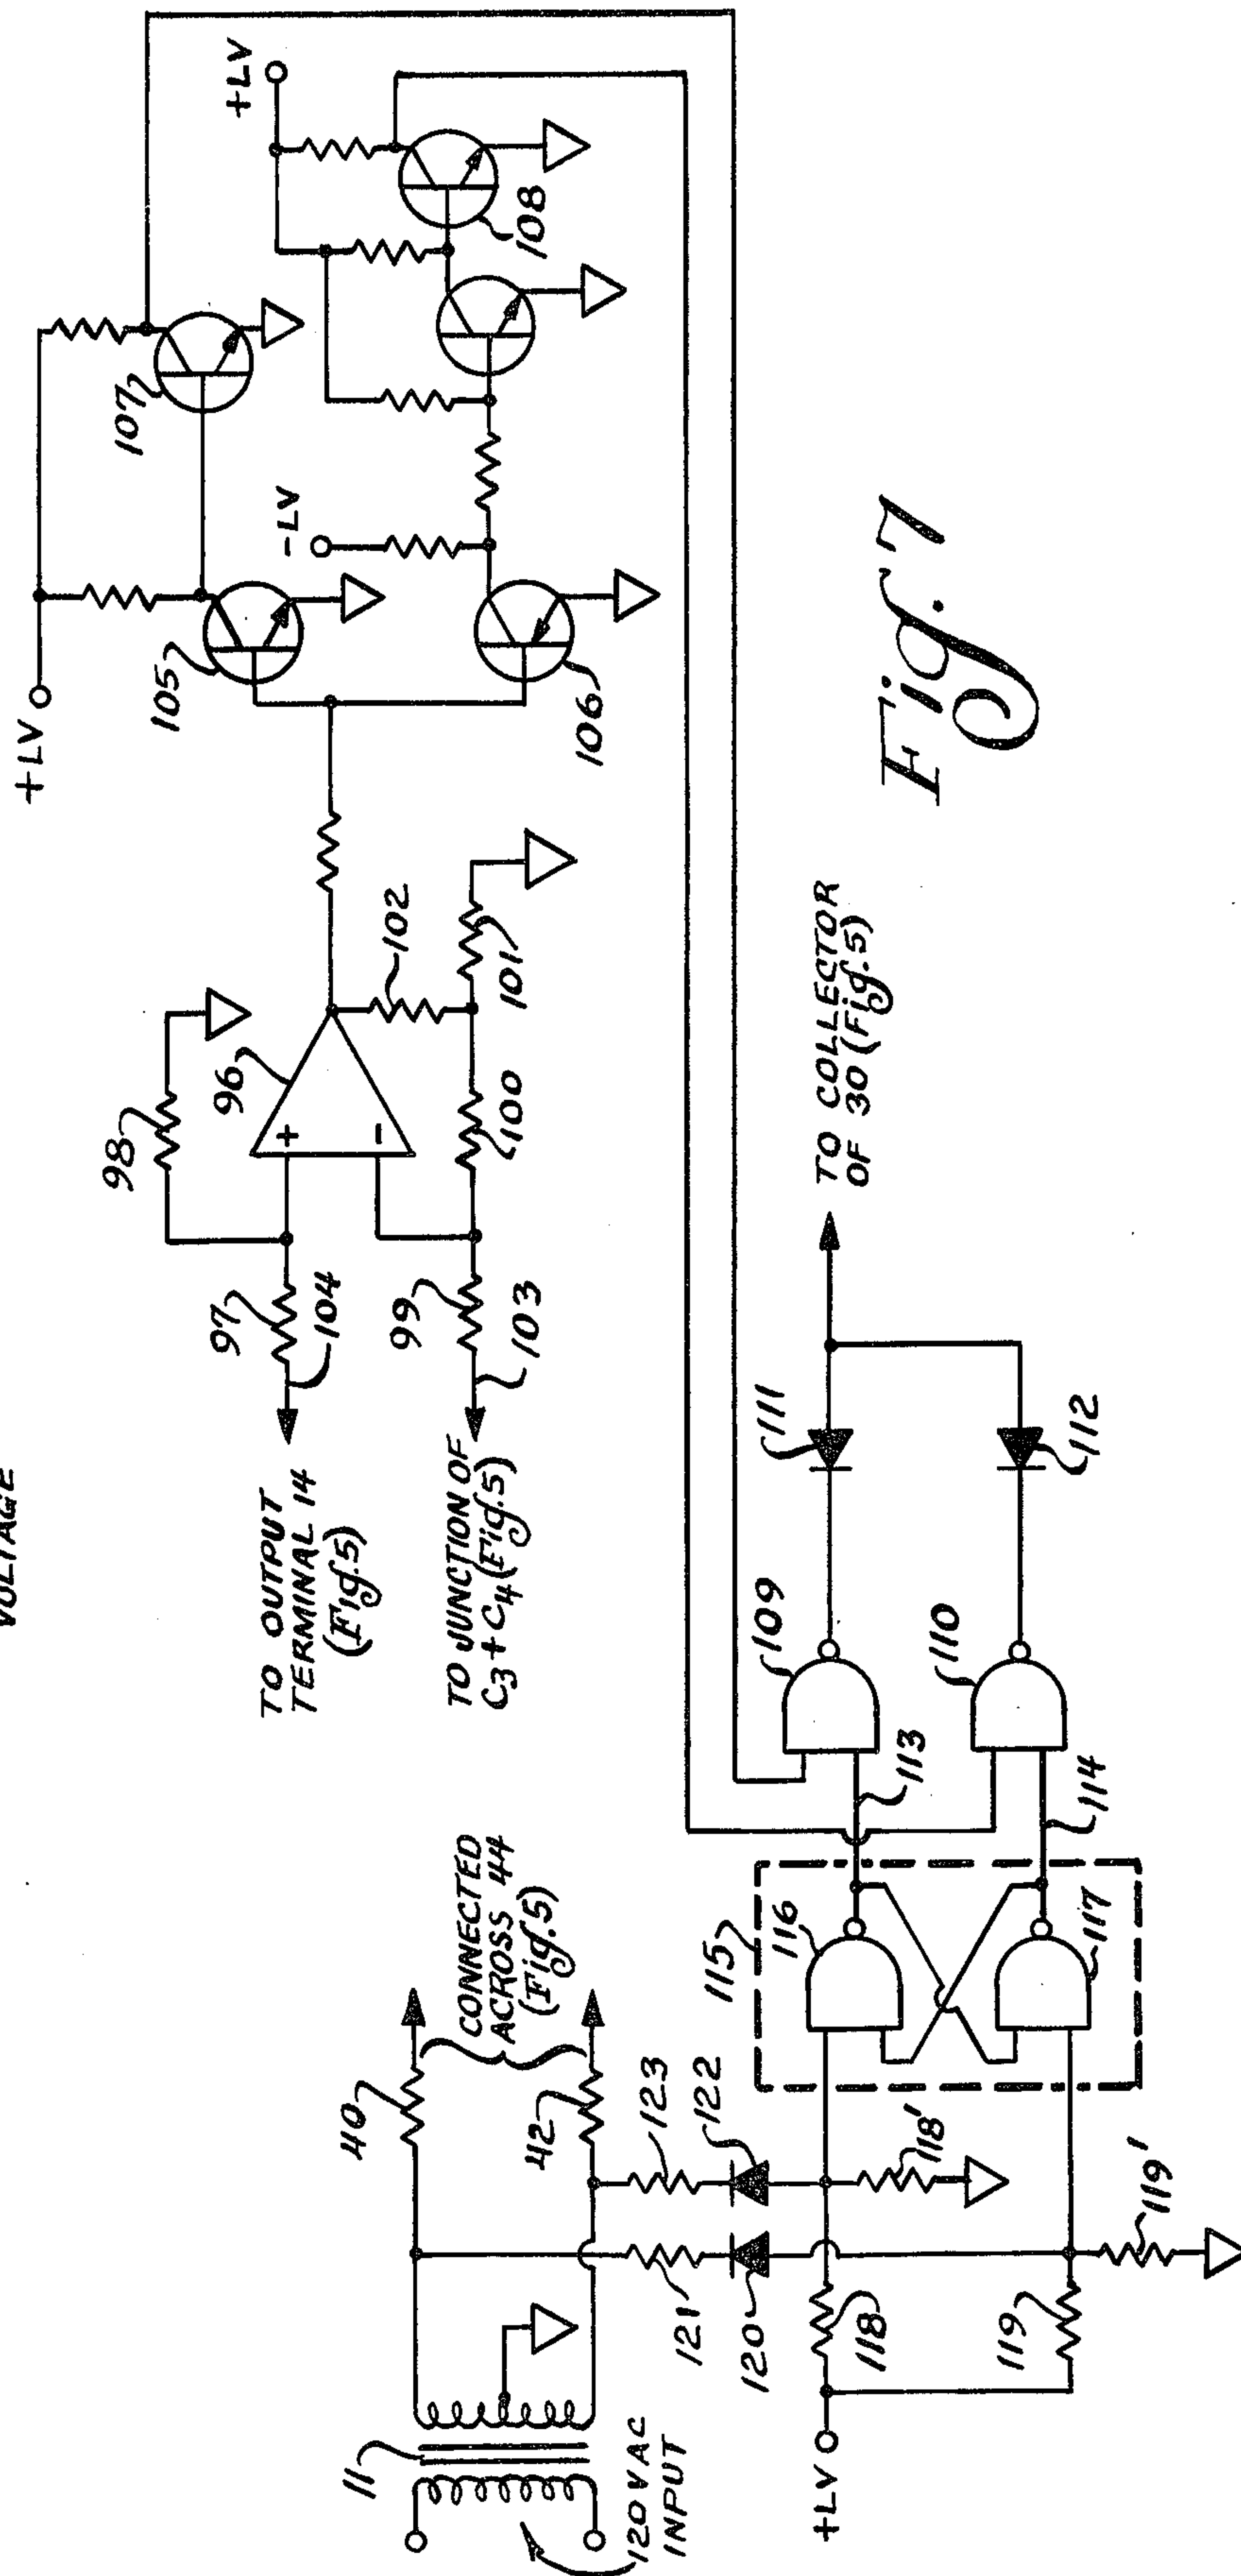 VOLTAGE
+LV
107
+LV
105
-LV
108
106
98
96
102
97
104
TO OUTPUT
TERMINAL 14
(Fig.5)
99
103
100
101
TO JUNCTION OF
C3 + C4 (Fig.5)
11
120 VAC
INPUT
40
42
CONNECTED
ACROSS 44
(Fig.5)
121
123
120
122
+LV
118
118'
119
119'
115
116
117
113
114
109
110
111
112
TO COLLECTOR
OF 30 (Fig.5)
Fig. 7